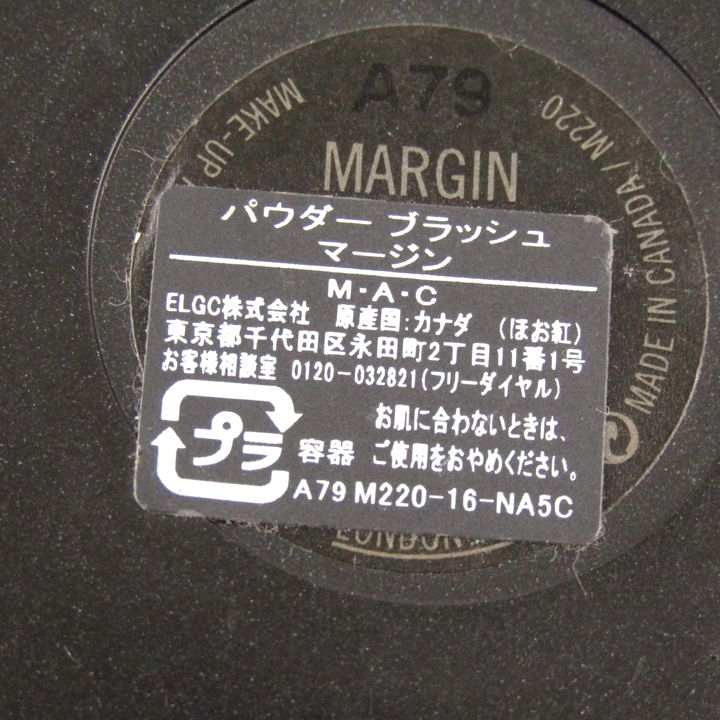 A79
MAKE-UP
MARGIN
MADE IN CANADA / M220
パウダー ブラッシュ
マージン
M・A・C
ELGC株式会社 原産国:カナダ (ほお紅)
東京都千代田区永田町2丁目11番1号
お客様相談室 0120-032821(フリーダイヤル)
プラ
容器
お肌に合わないときは、
ご使用をおやめください。
A79 M220-16-NA5C
LONDON